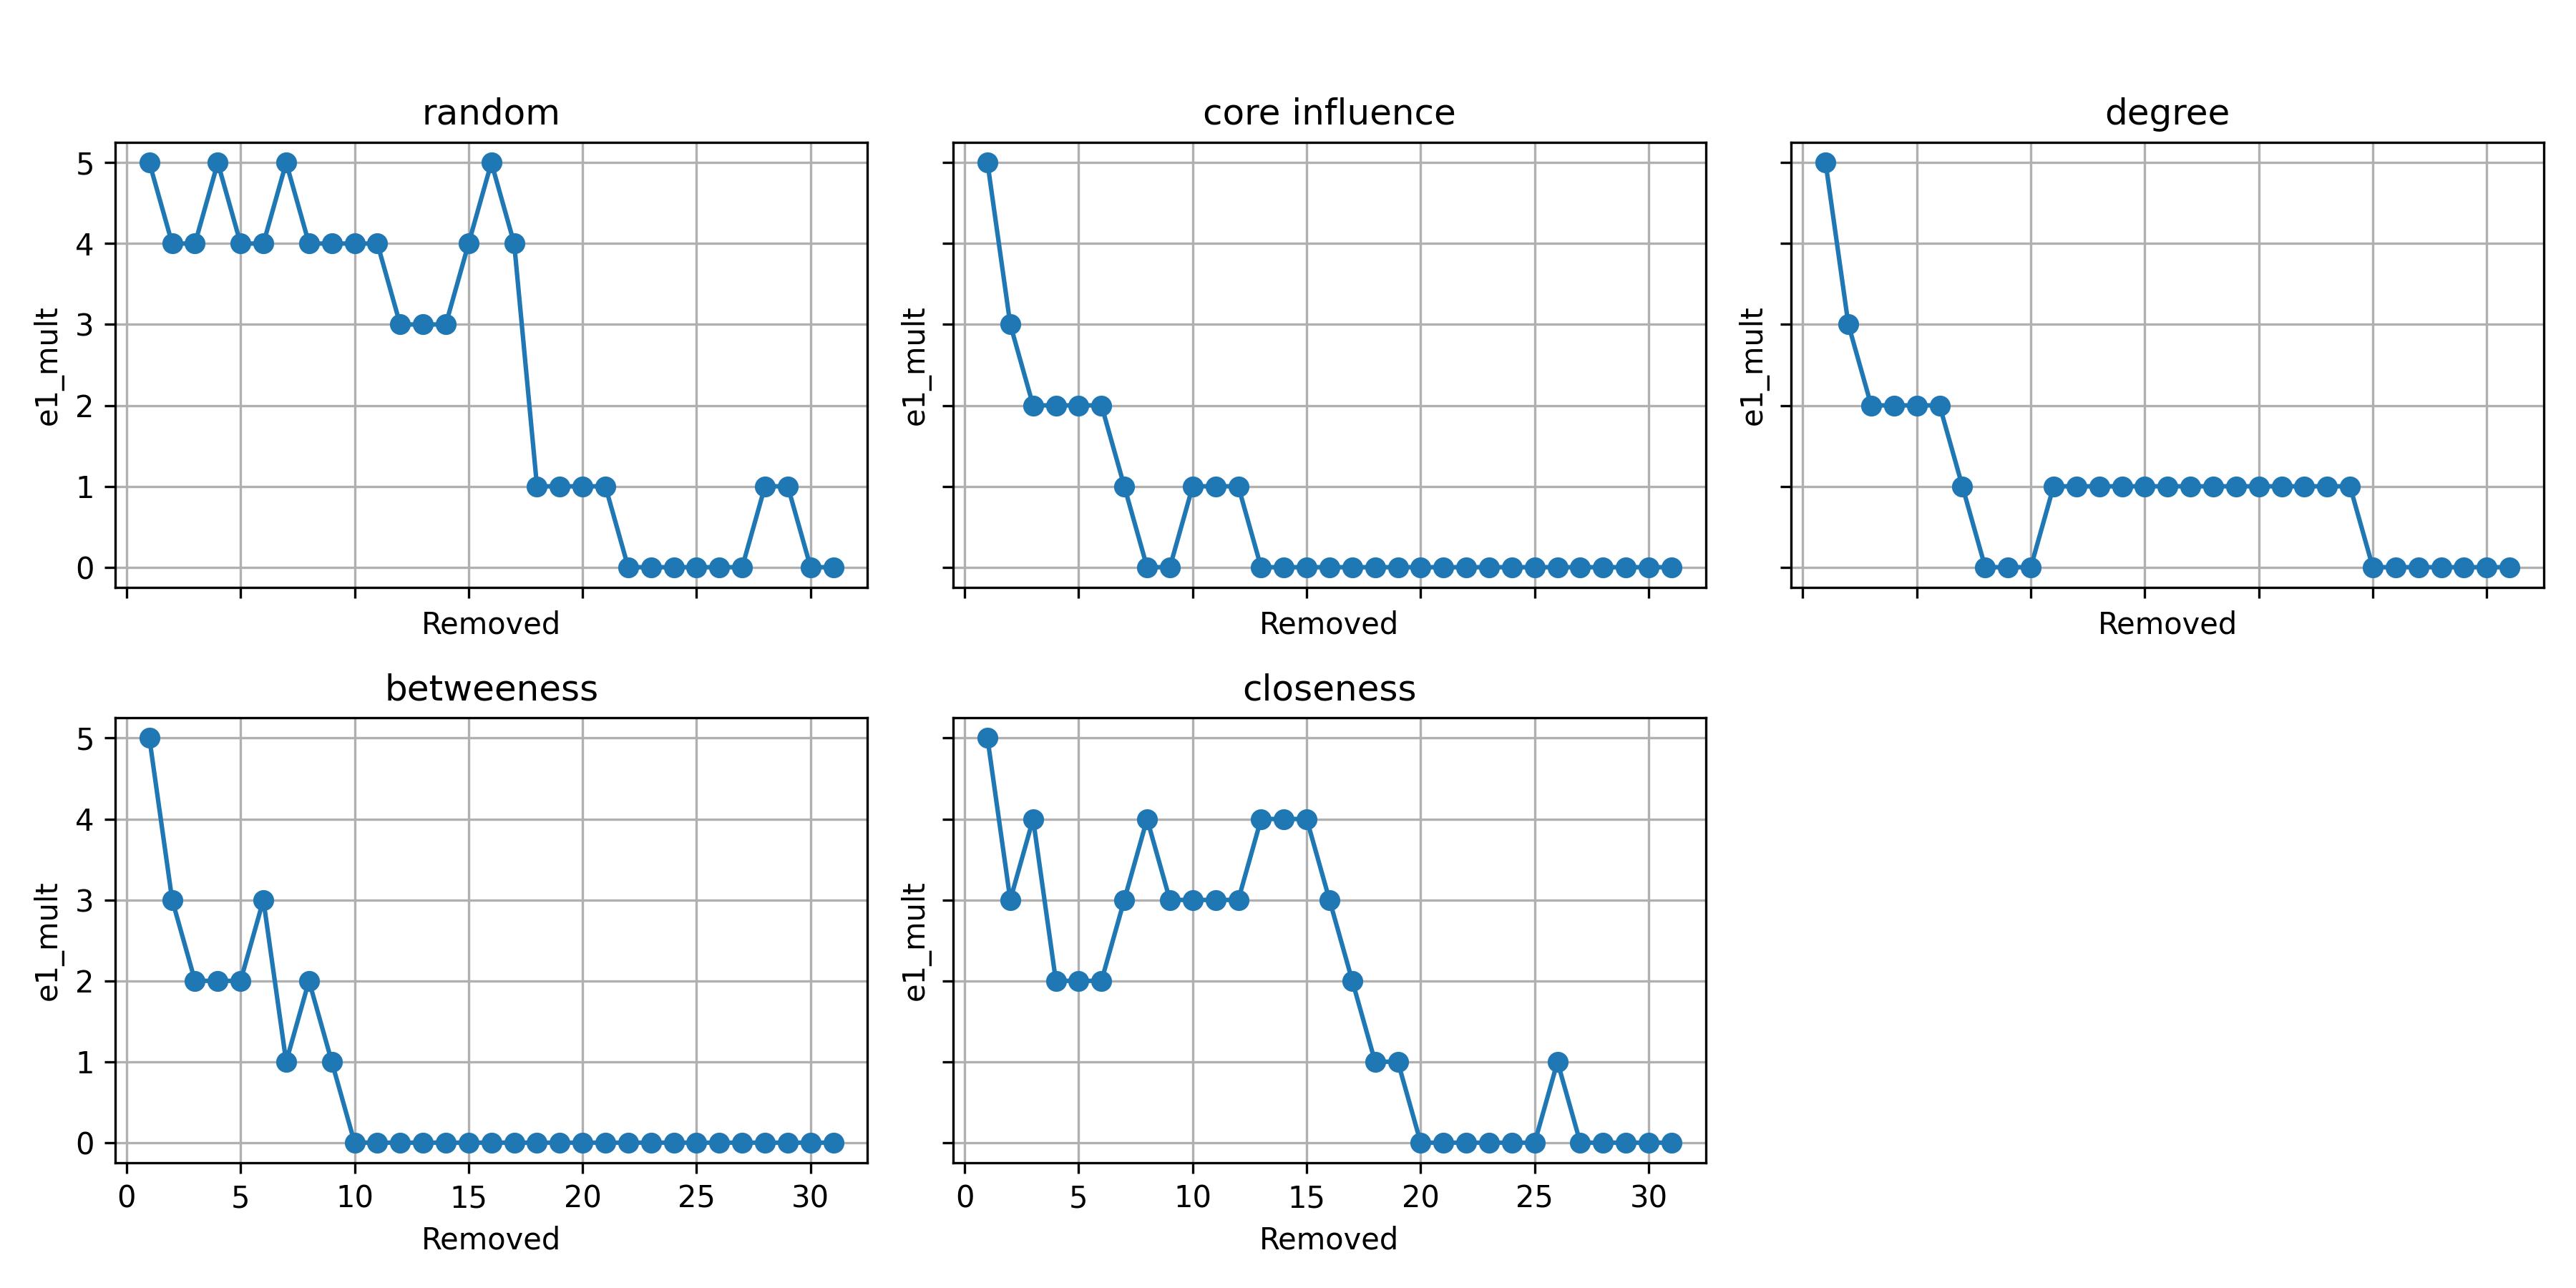 random
core influence
degree
e1_mult
5
4
3
2
1
0
Removed
e1_mult
Removed
e1_mult
Removed
betweeness
closeness
e1_mult
5
4
3
2
1
0
0 5 10 15 20 25 30
Removed
e1_mult
0 5 10 15 20 25 30
Removed